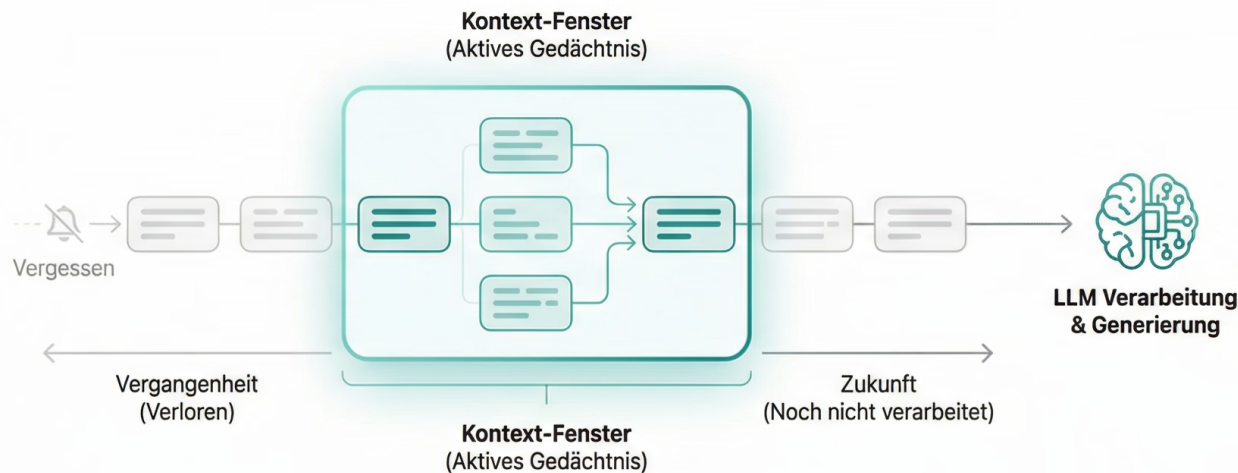 Kontext-Fenster
(Aktives Gedächtnis)
Vergessen
LLM Verarbeitung
& Generierung
Vergangenheit
(Verloren)
Zukunft
(Noch nicht verarbeitet)
Kontext-Fenster
(Aktives Gedächtnis)